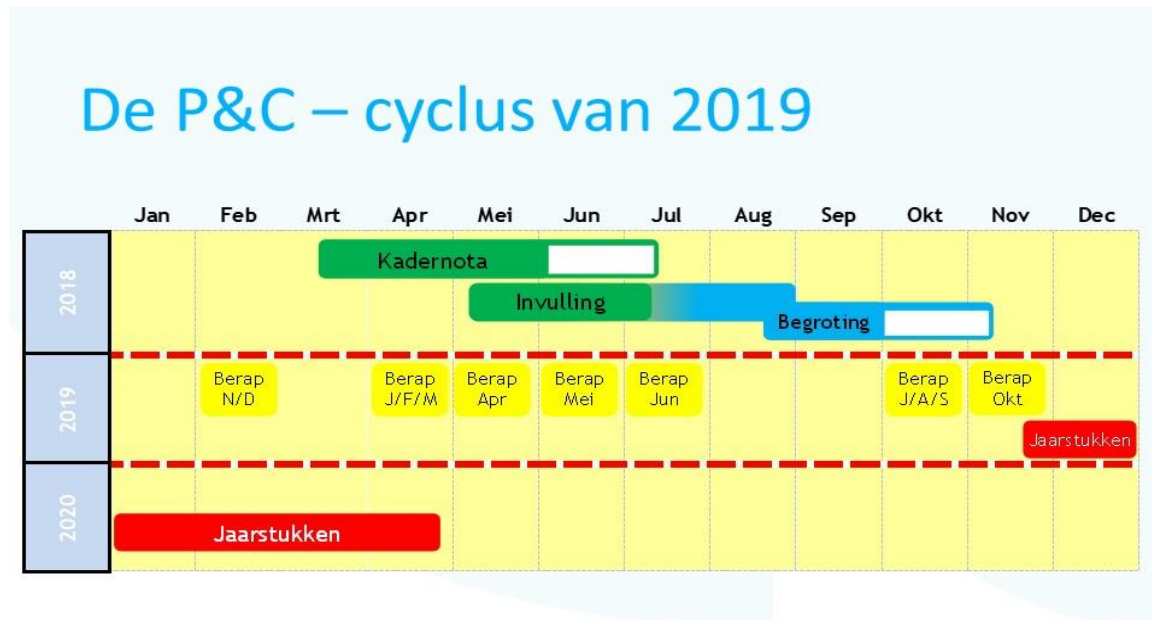 De P&C – cyclus van 2019
Jan Feb Mrt Apr Mei Jun Jul Aug Sep Okt Nov Dec
2018
Kadernota
Invulling
Begroting
2019
Berap Berap Berap Berap Berap Berap Berap
N/D J/F/M Apr Mei Jun J/A/S Okt
Jaarstukken
2020
Jaarstukken